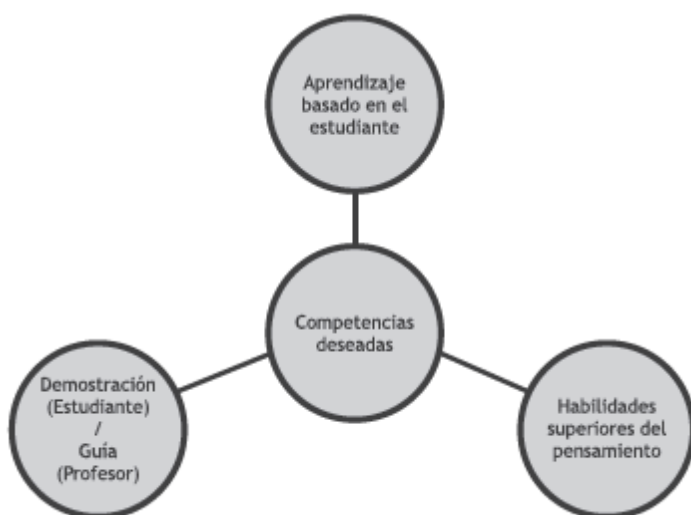 Aprendizaje
basado en el
estudiante
Competencias
deseadas
Demostración
(Estudiante)
/
Guía
(Profesor)
Habilidades
superiores del
pensamiento